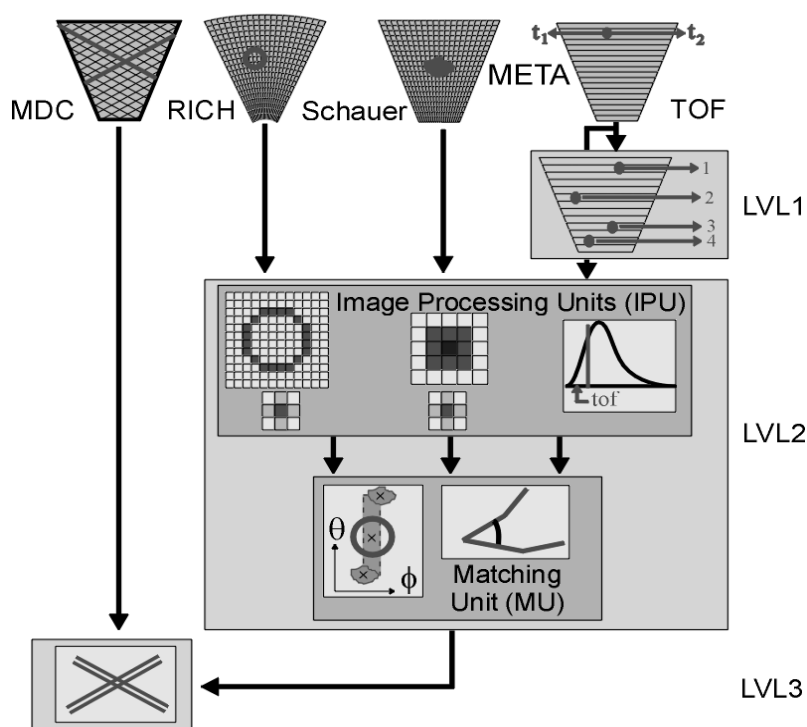 t1 t2
META
MDC RICH Schauer TOF
1
2
3
4
LVL1
Image Processing Units (IPU)
tof
LVL2
θ
ϕ
Matching
Unit (MU)
LVL3